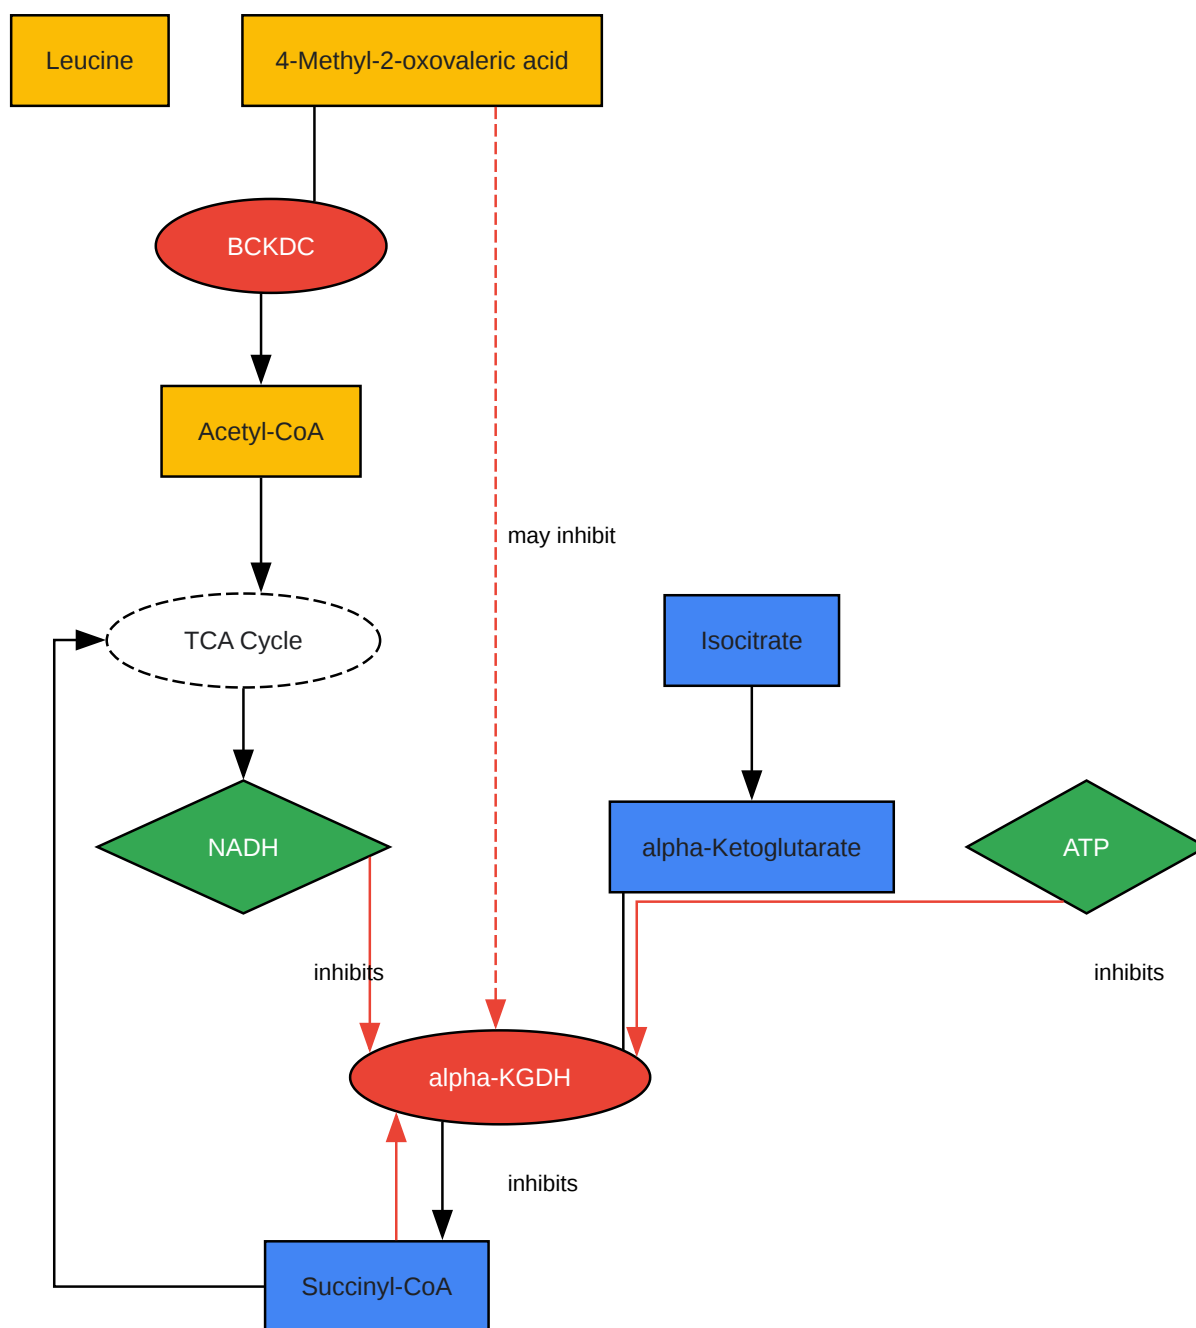 Leucine
4-Methyl-2-oxovaleric acid
BCKDC
Acetyl-CoA
may inhibit
TCA Cycle
Isocitrate
NADH
alpha-Ketoglutarate
ATP
inhibits
inhibits
alpha-KGDH
inhibits
Succinyl-CoA